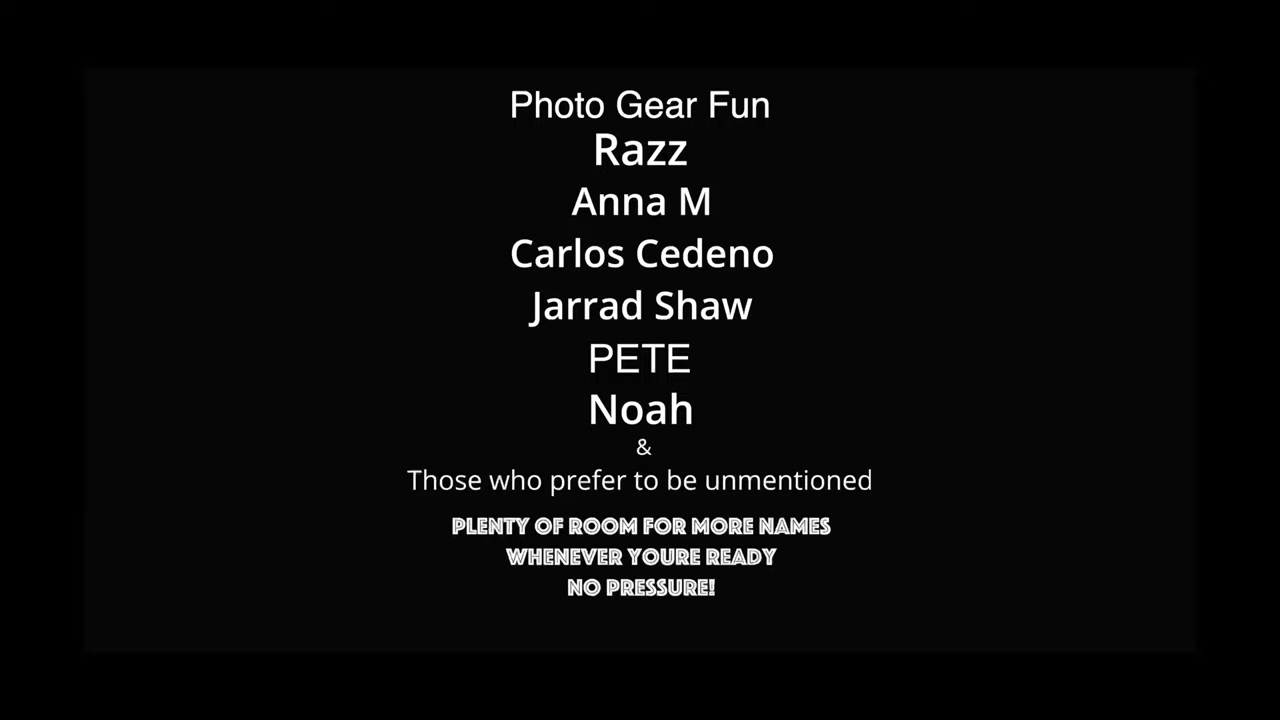 Photo Gear Fun
Razz
Anna M
Carlos Cedeno
Jarrad Shaw
PETE
Noah
&
Those who prefer to be unmentioned
PLENTY OF ROOM FOR MORE NAMES
WHENEVER YOURE READY
NO PRESSURE!